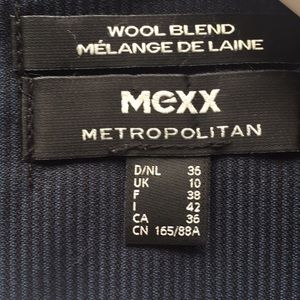 WOOL BLEND
MÉLANGE DE LAINE
MEXX
METROPOLITAN
D/NL 36
UK 10
F 38
I 42
CA 36
CN 165/88A